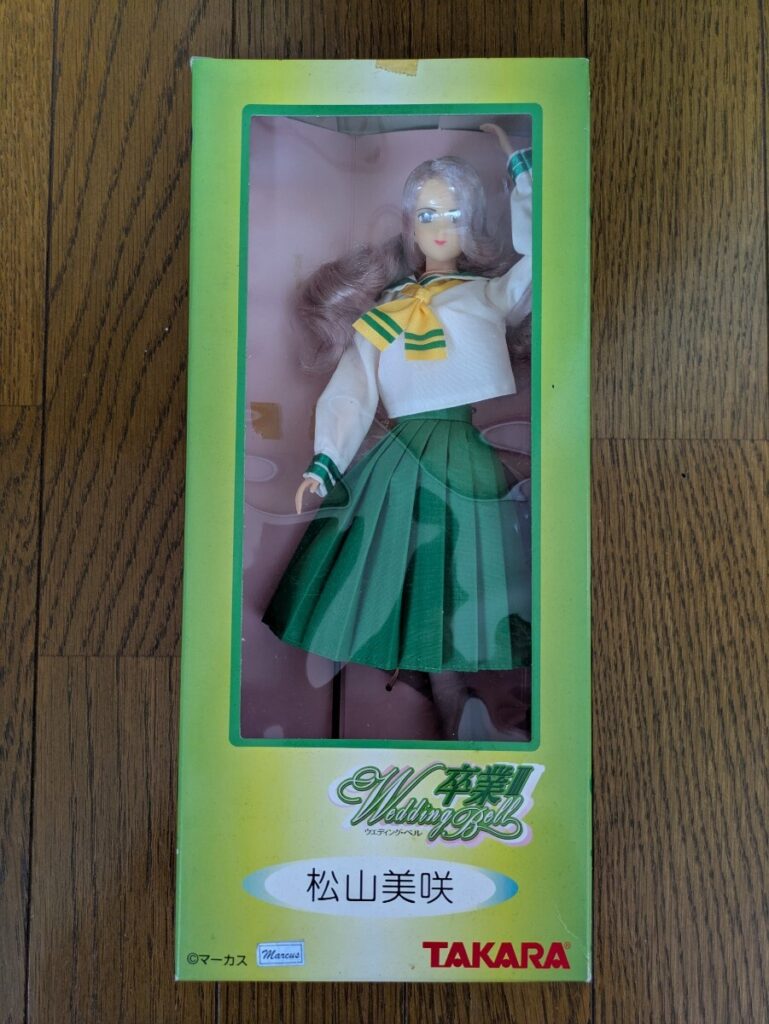 卒業III
Wedding Bell
ウエディング・ベル
松山美咲
©マーカス Marcus
TAKARA®